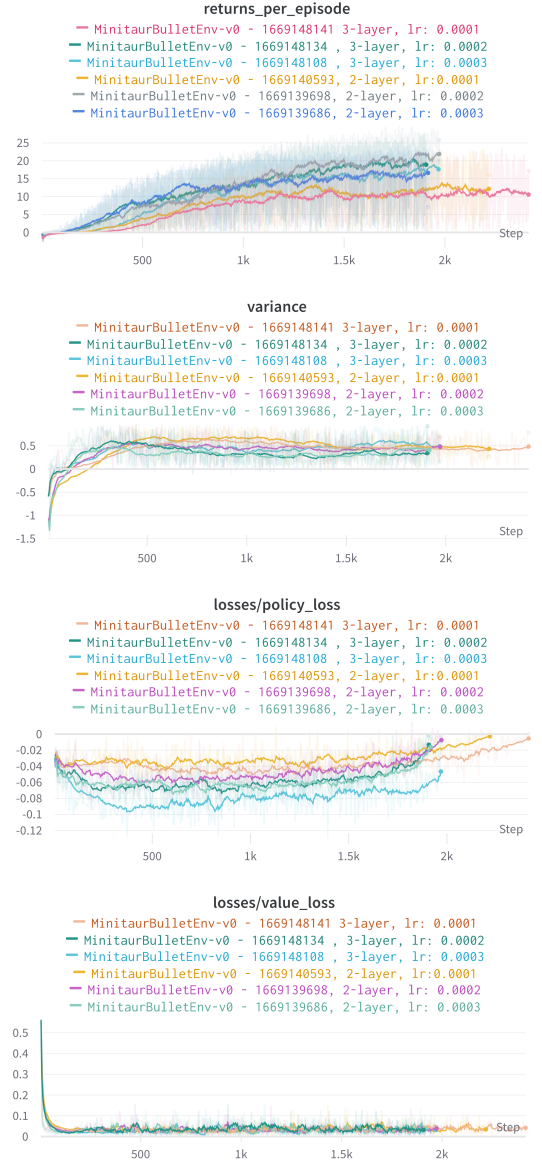 returns_per_episode
MinitaurBulletEnv-v0 - 1669148141 3-layer, lr: 0.0001
MinitaurBulletEnv-v0 - 1669148134 , 3-layer, lr: 0.0002
MinitaurBulletEnv-v0 - 1669148108 , 3-layer, lr: 0.0003
MinitaurBulletEnv-v0 - 1669140593, 2-layer, lr:0.0001
MinitaurBulletEnv-v0 - 1669139698, 2-layer, lr: 0.0002
MinitaurBulletEnv-v0 - 1669139686, 2-layer, lr: 0.0003
25
20
15
10
5
0
Step
500 1k 1.5k 2k
variance
MinitaurBulletEnv-v0 - 1669148141 3-layer, lr: 0.0001
MinitaurBulletEnv-v0 - 1669148134 , 3-layer, lr: 0.0002
MinitaurBulletEnv-v0 - 1669148108 , 3-layer, lr: 0.0003
MinitaurBulletEnv-v0 - 1669140593, 2-layer, lr:0.0001
MinitaurBulletEnv-v0 - 1669139698, 2-layer, lr: 0.0002
MinitaurBulletEnv-v0 - 1669139686, 2-layer, lr: 0.0003
0.5
0
-0.5
-1
-1.5
Step
500 1k 1.5k 2k
losses/policy_loss
MinitaurBulletEnv-v0 - 1669148141 3-layer, lr: 0.0001
MinitaurBulletEnv-v0 - 1669148134 , 3-layer, lr: 0.0002
MinitaurBulletEnv-v0 - 1669148108 , 3-layer, lr: 0.0003
MinitaurBulletEnv-v0 - 1669140593, 2-layer, lr:0.0001
MinitaurBulletEnv-v0 - 1669139698, 2-layer, lr: 0.0002
MinitaurBulletEnv-v0 - 1669139686, 2-layer, lr: 0.0003
0
-0.02
-0.04
-0.06
-0.08
-0.1
-0.12
Step
500 1k 1.5k 2k
losses/value_loss
MinitaurBulletEnv-v0 - 1669148141 3-layer, lr: 0.0001
MinitaurBulletEnv-v0 - 1669148134 , 3-layer, lr: 0.0002
MinitaurBulletEnv-v0 - 1669148108 , 3-layer, lr: 0.0003
MinitaurBulletEnv-v0 - 1669140593, 2-layer, lr:0.0001
MinitaurBulletEnv-v0 - 1669139698, 2-layer, lr: 0.0002
MinitaurBulletEnv-v0 - 1669139686, 2-layer, lr: 0.0003
0.5
0.4
0.3
0.2
0.1
0
Step
500 1k 1.5k 2k